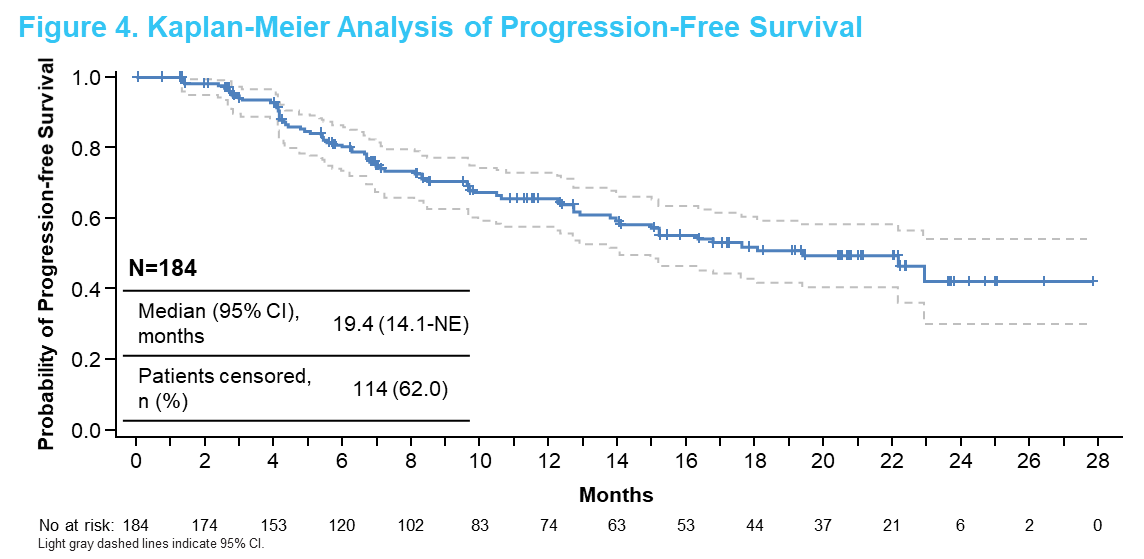 Figure 4. Kaplan-Meier Analysis of Progression-Free Survival
Probability of Progression-free Survival
1.0
0.8
0.6
0.4
0.2
0.0
N=184
Median (95% CI),
months
19.4 (14.1-NE)
Patients censored,
n (%)
114 (62.0)
0 2 4 6 8 10 12 14 16 18 20 22 24 26 28
Months
No at risk: 184 174 153 120 102 83 74 63 53 44 37 21 6 2 0
Light gray dashed lines indicate 95% CI.